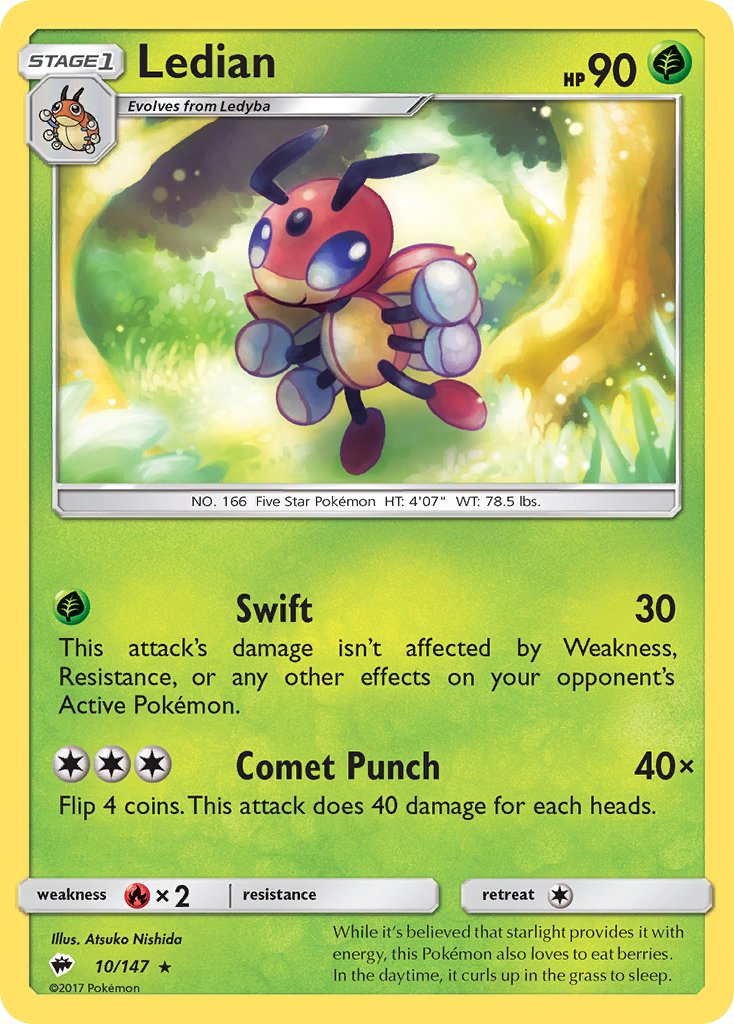 STAGE1
Ledian
HP 90
Evolves from Ledyba
NO. 166 Five Star Pokémon HT: 4'07" WT: 78.5 lbs.
Swift 30
This attack's damage isn't affected by Weakness,
Resistance, or any other effects on your opponent's
Active Pokémon.
Comet Punch 40×
Flip 4 coins. This attack does 40 damage for each heads.
weakness × 2 resistance retreat
Illus. Atsuko Nishida
10/147 ★
©2017 Pokémon
While it's believed that starlight provides it with
energy, this Pokémon also loves to eat berries.
In the daytime, it curls up in the grass to sleep.